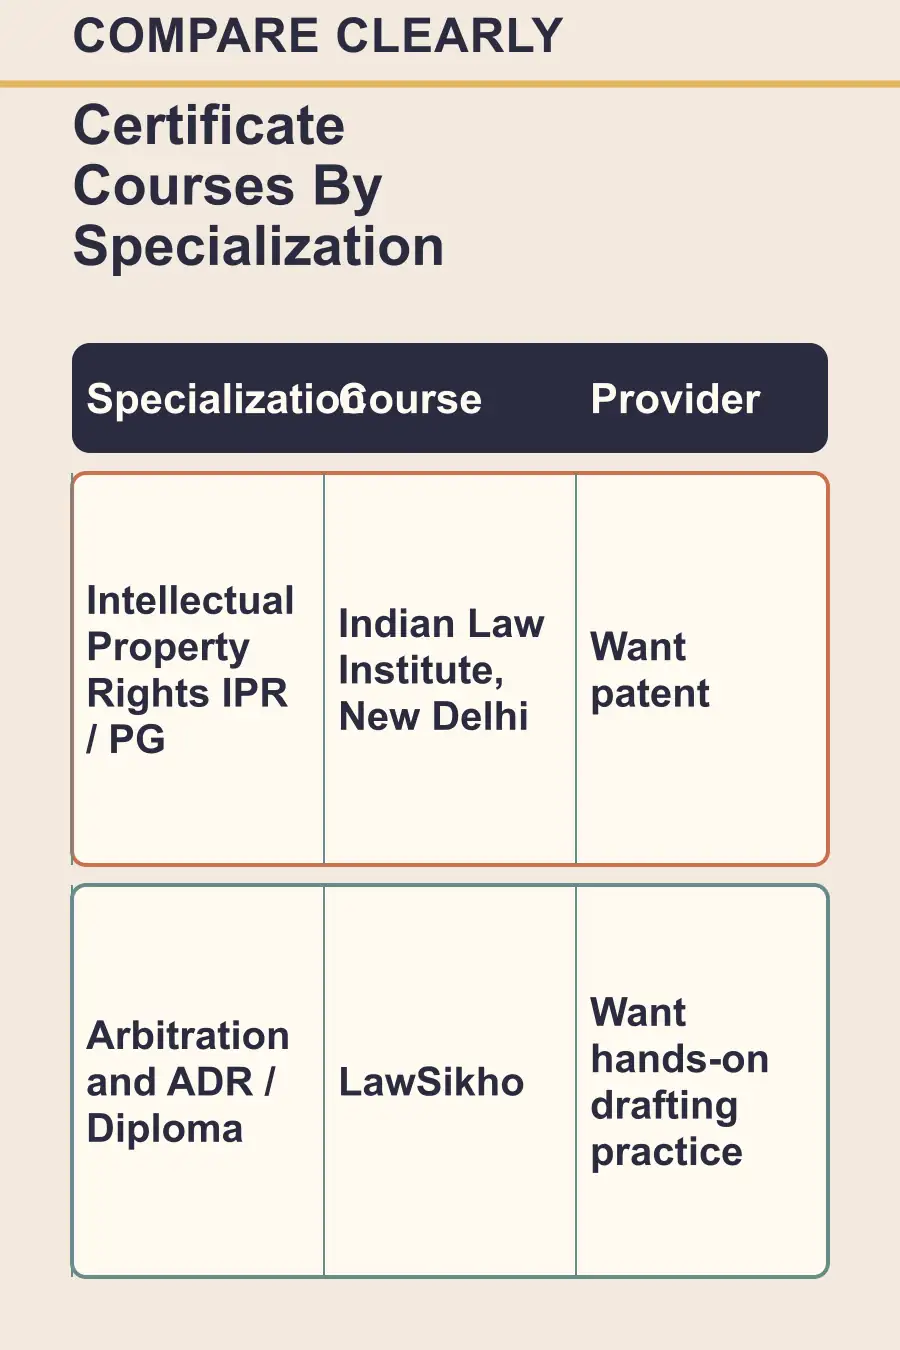 COMPARE CLEARLY
Certificate
Courses By
Specialization
Specialization Course Provider
Intellectual
Property
Rights IPR
/ PG
Indian Law
Institute,
New Delhi
Want
patent
Arbitration
and ADR /
Diploma
LawSikho
Want
hands-on
drafting
practice